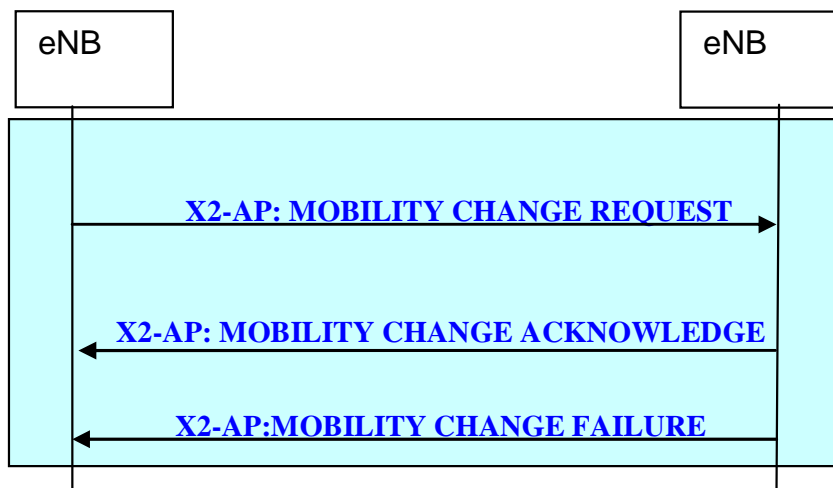 eNB
eNB
X2-AP: MOBILITY CHANGE REQUEST
X2-AP: MOBILITY CHANGE ACKNOWLEDGE
X2-AP:MOBILITY CHANGE FAILURE